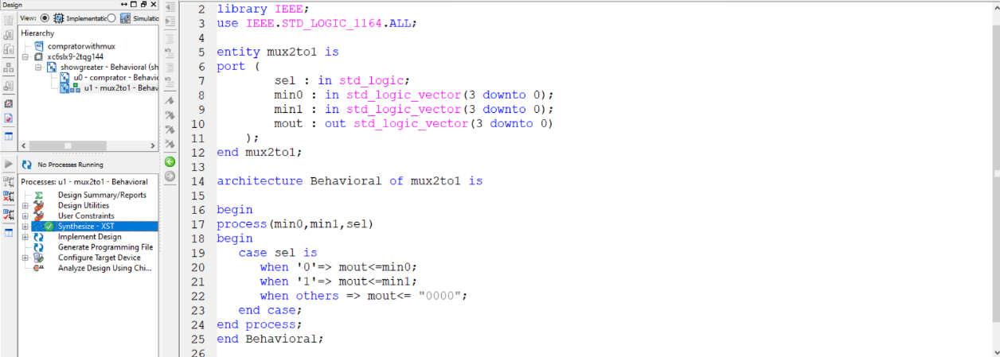 Design
View: Implementatic Simulatic
Hierarchy
compratorwithmux
xc6slx9-2tqg144
showgreater - Behavioral (sh
u0 - comprator - Behavic
u1 - mux2to1 - Behav
No Processes Running
Processes: u1 - mux2to1 - Behavioral
Design Summary/Reports
Design Utilities
User Constraints
Synthesize - XST
Implement Design
Generate Programming File
Configure Target Device
Analyze Design Using Chi...
2 library IEEE;
3 use IEEE.STD_LOGIC_1164.ALL;
4
5 entity mux2to1 is
6 port (
7 sel : in std_logic;
8 min0 : in std_logic_vector(3 downto 0);
9 min1 : in std_logic_vector(3 downto 0);
10 mout : out std_logic_vector(3 downto 0)
11 );
12 end mux2to1;
13
14 architecture Behavioral of mux2to1 is
15
16 begin
17 process(min0,min1,sel)
18 begin
19 case sel is
20 when '0'=> mout<=min0;
21 when '1'=> mout<=min1;
22 when others => mout<= "0000";
23 end case;
24 end process;
25 end Behavioral;
26